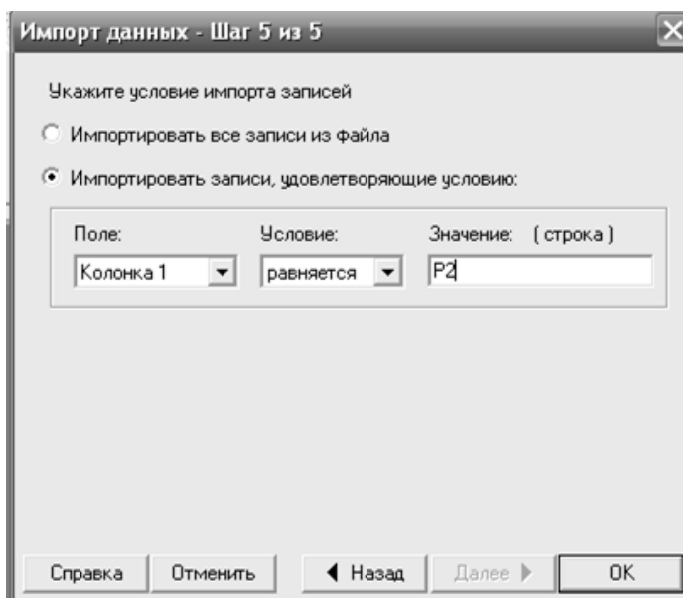 Импорт данных - Шаг 5 из 5
Укажите условие импорта записей
Импортировать все записи из файла
Импортировать записи, удовлетворяющие условию:
Поле: Условие: Значение: (строка)
Колонка 1 равняется P2
Справка Отменить Назад Далее OK